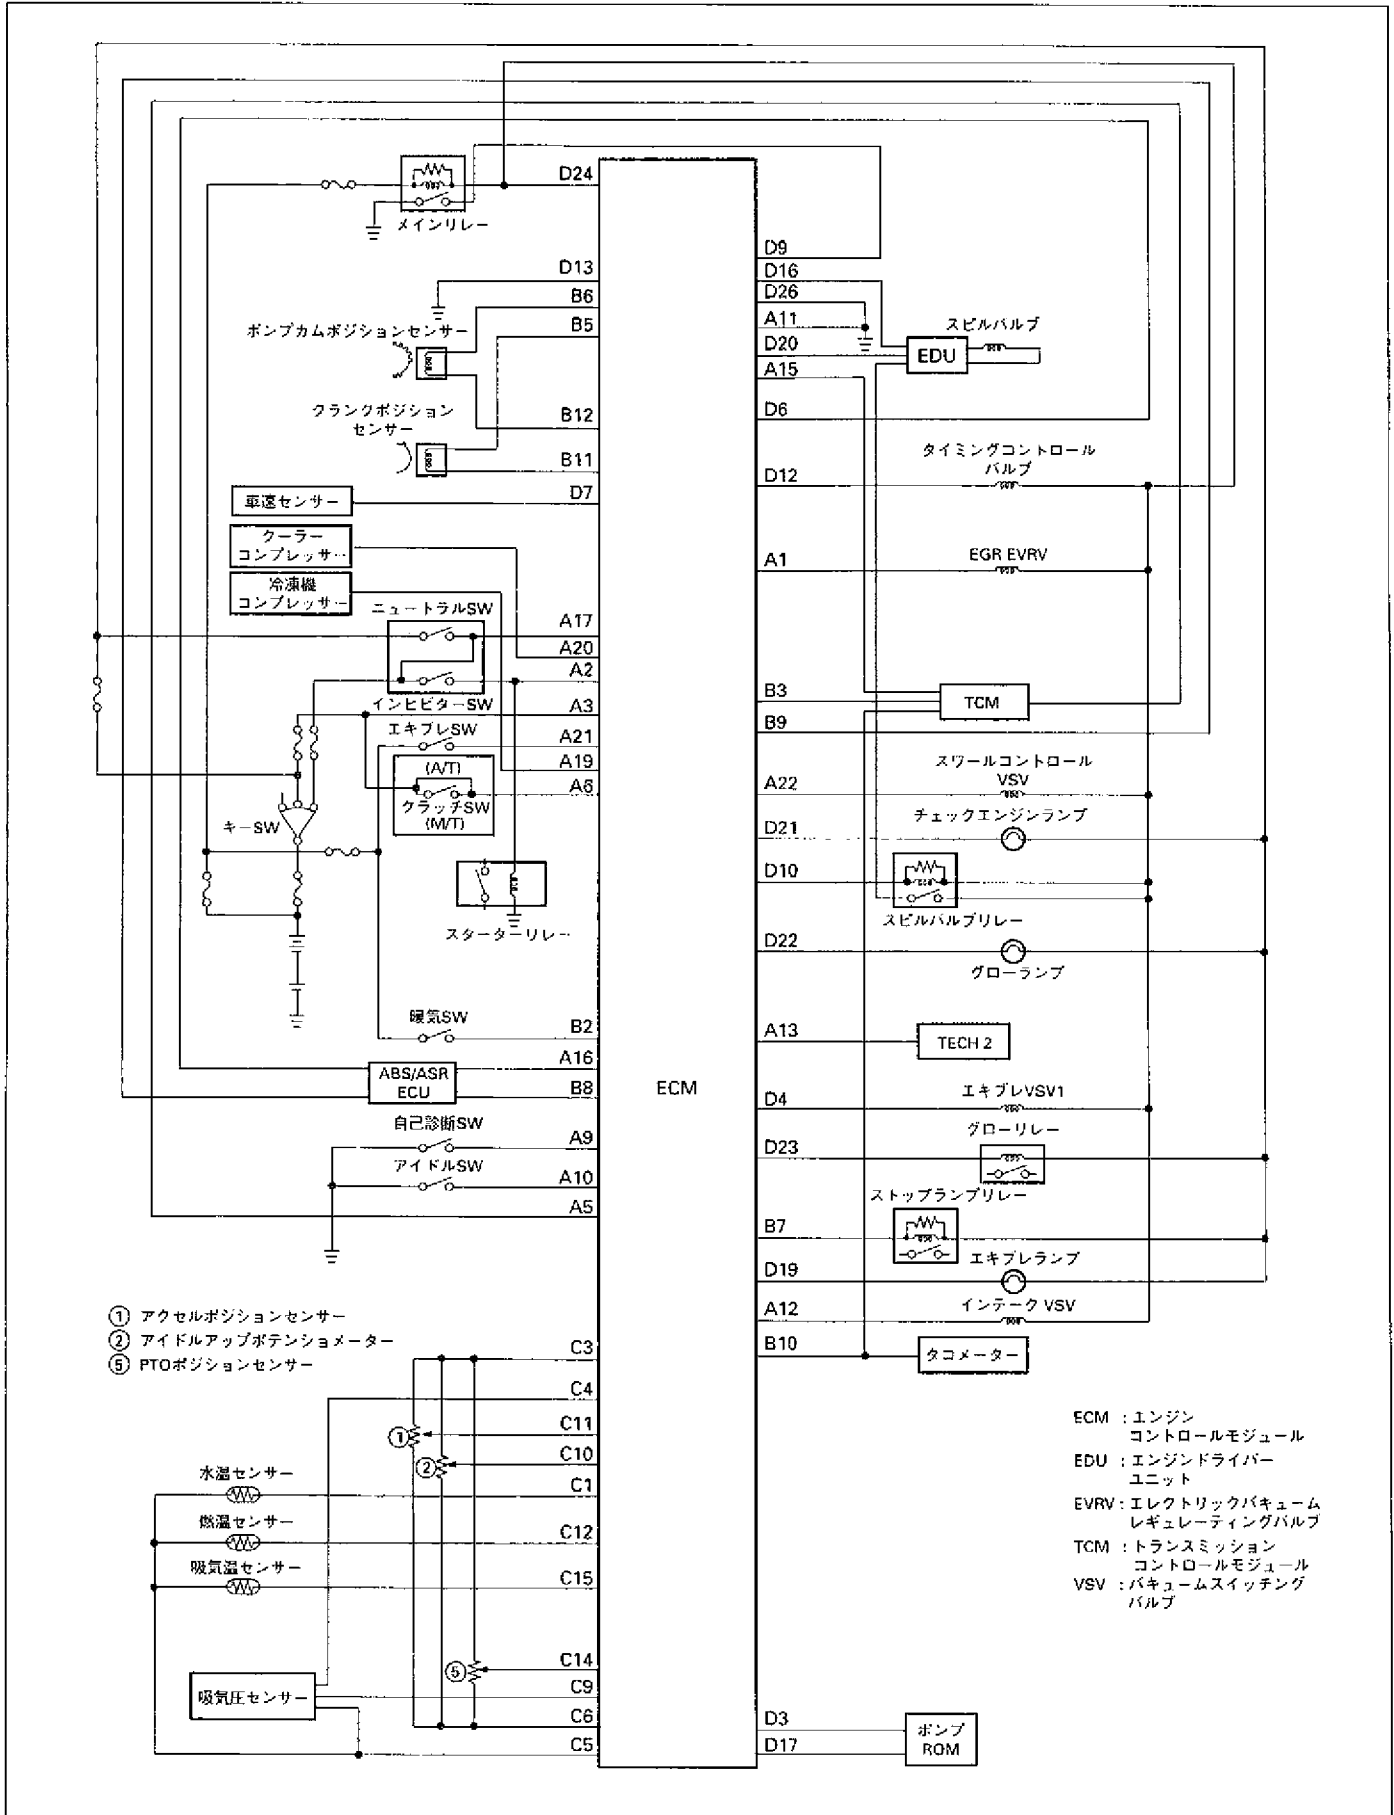 D24
メインリレー
D13
B6
B5
ポンプカムポジションセンサー
クランクポジション
センサー
B12
B11
D7
車速センサー
クーラー
コンプレッサー
冷凍機
コンプレッサー
ニュートラルSW
A17
A20
A2
インヒビターSW
A3
エキブレSW
A21
A19
(A/T)
A6
クラッチSW
(M/T)
キーSW
スターターリレー
暖気SW
B2
A16
ABS/ASR
ECU
B8
自己診断SW
A9
アイドルSW
A10
A5
① アクセルポジションセンサー
② アイドルアップポテンショメーター
⑤ PTOポジションセンサー
C3
C4
C11
①
C10
②
水温センサー
C1
燃温センサー
C12
吸気温センサー
C15
C14
⑤
C9
吸気圧センサー
C6
C5
ECM
D9
D16
D26
A11
D20
A15
スピルバルブ
EDU
D6
タイミングコントロール
バルブ
D12
EGR EVRV
A1
B3
TCM
B9
スワールコントロール
VSV
A22
チェックエンジンランプ
D21
D10
スピルバルブリレー
D22
グローランプ
A13
TECH 2
エキブレVSV1
D4
グローリレー
D23
ストップランプリレー
B7
エキブレランプ
D19
インテーク VSV
A12
B10
タコメーター
ECM :エンジン
コントロールモジュール
EDU :エンジンドライバー
ユニット
EVRV:エレクトリックバキューム
レギュレーティングバルブ
TCM :トランスミッション
コントロールモジュール
VSV :バキュームスイッチング
バルブ
D3
D17
ポンプ
ROM